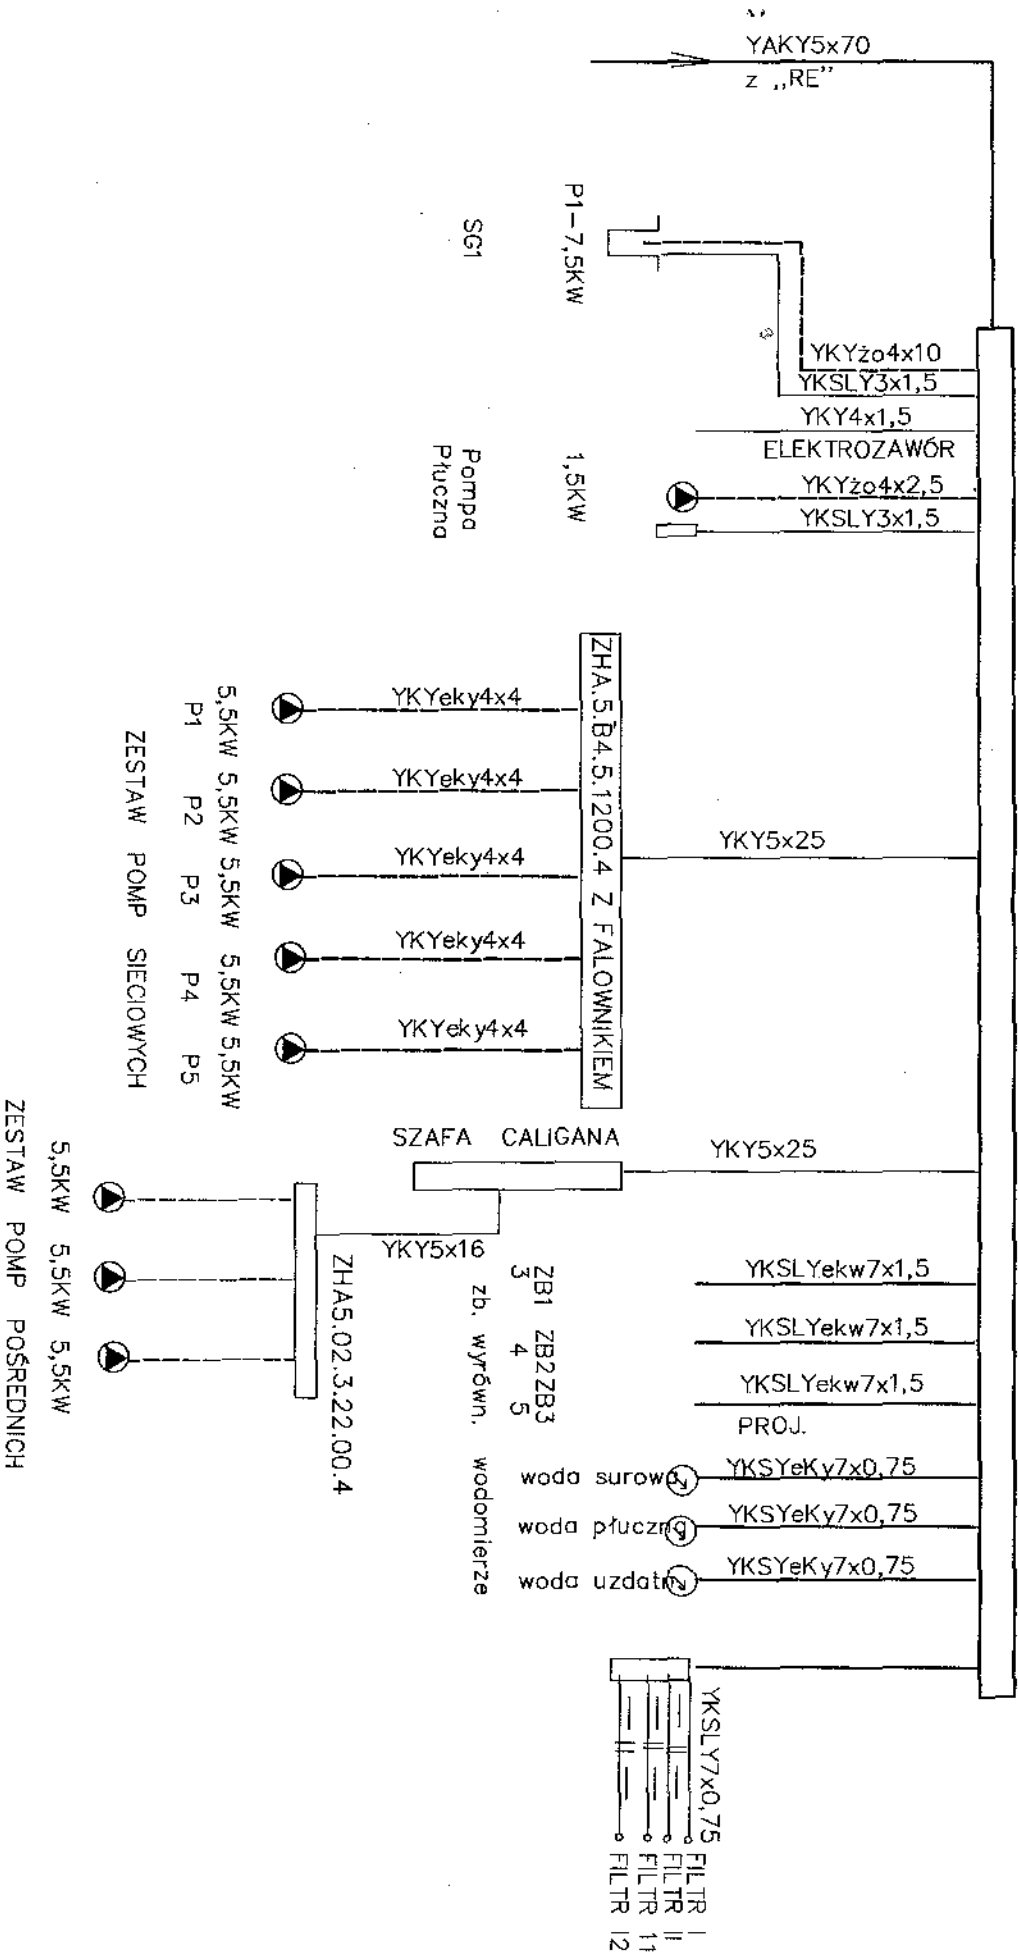 YAKY5x70
z „RE”
P1-7,5KW
SG1
YKYżo4x10
YKSLY3x1,5
YKY4x1,5
ELEKTROZAWÓR
YKYżo4x2,5
YKSLY3x1,5
1,5KW
Pompa
Płuczna
ZHA.5.B4.5.1200.4 Z FALOWNIKIEM
YKYeky4x4
YKYeky4x4
YKYeky4x4
YKYeky4x4
YKYeky4x4
YKY5x25
5,5KW 5,5KW 5,5KW 5,5KW 5,5KW
P1 P2 P3 P4 P5
ZESTAW POMP SIECIOWYCH
SZAFA CALIGANA
YKY5x25
YKY5x16
ZHA5.02.3.22.00.4
5,5KW 5,5KW 5,5KW
ZESTAW POMP POŚREDNICH
YKSLYekw7x1,5
YKSLYekw7x1,5
YKSLYekw7x1,5
PROJ.
ZB1 ZB2 ZB3
3 4 5
zb. wyrówn.
wodomierze
woda surowa
YKSYeKy7x0,75
woda płuczną
YKSYeKy7x0,75
woda uzdatn
YKSYeKy7x0,75
YKSLY7x0,75
FILTR I
FILTR II
FILTR 11
FILTR 12